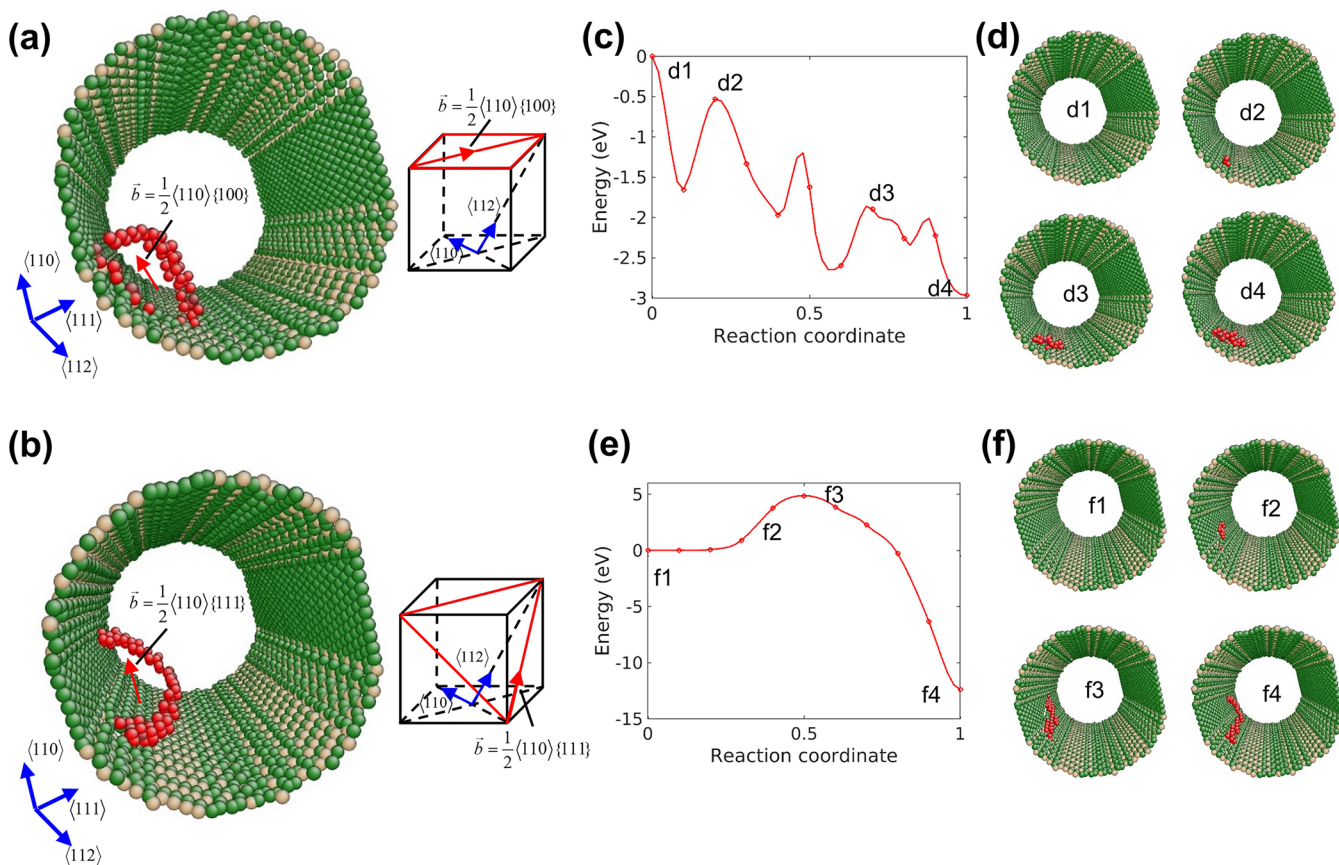 (a)
b⃗ = 1/2 ⟨110⟩{100}
⟨110⟩
⟨111⟩
⟨112⟩
b⃗ = 1/2 ⟨110⟩{100}
⟨112⟩
⟨110⟩
(c)
0
-0.5
-1
-1.5
-2
-2.5
-3
Energy (eV)
d1
d2
d3
d4
0
0.5
1
Reaction coordinate
(d)
d1
d2
d3
d4
(b)
b⃗ = 1/2 ⟨110⟩{111}
⟨110⟩
⟨111⟩
⟨112⟩
⟨112⟩
⟨110⟩
b⃗ = 1/2 ⟨110⟩{111}
(e)
5
0
-5
-10
-15
Energy (eV)
f1
f2
f3
f4
0
0.5
1
Reaction coordinate
(f)
f1
f2
f3
f4